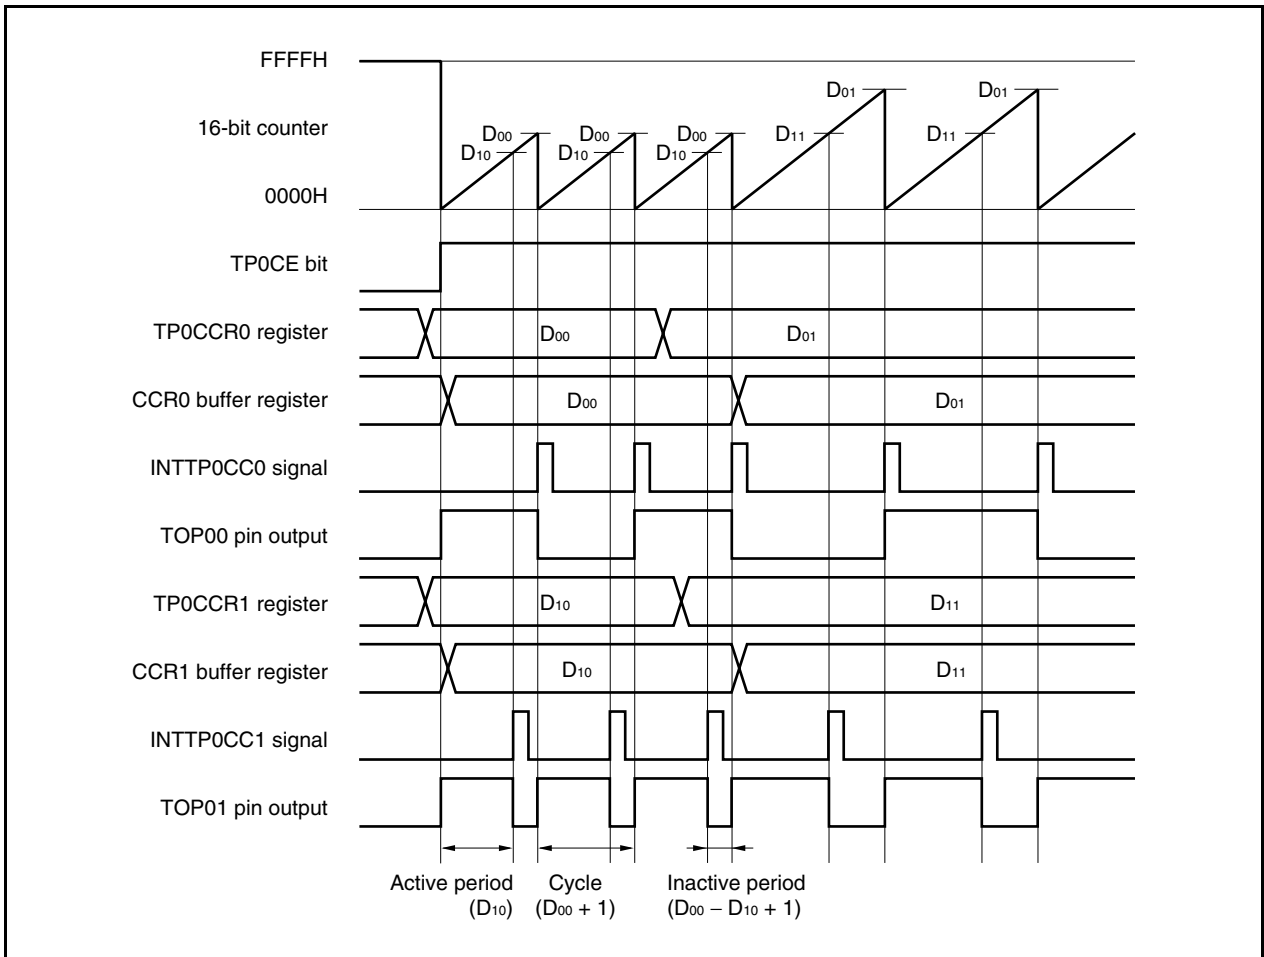 FFFFH
D01 D01
16-bit counter
D00 D00 D00 D11 D11
D10 D10 D10
0000H
TP0CE bit
TP0CCR0 register D00 D01
CCR0 buffer register D00 D01
INTTP0CC0 signal
TOP00 pin output
TP0CCR1 register D10 D11
CCR1 buffer register D10 D11
INTTP0CC1 signal
TOP01 pin output
Active period Cycle Inactive period
(D10) (D00 + 1) (D00 − D10 + 1)